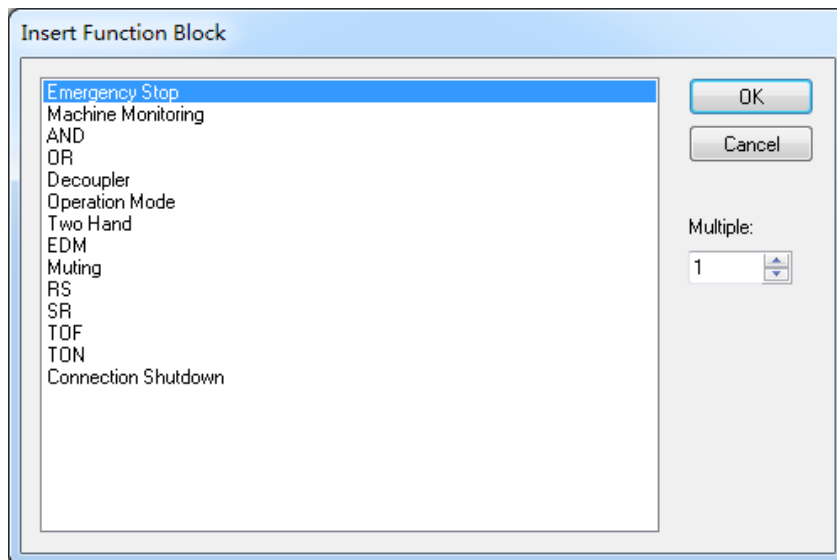 Insert Function Block
Emergency Stop
Machine Monitoring
AND
OR
Decoupler
Operation Mode
Two Hand
EDM
Muting
RS
SR
TOF
TON
Connection Shutdown
OK
Cancel
Multiple:
1